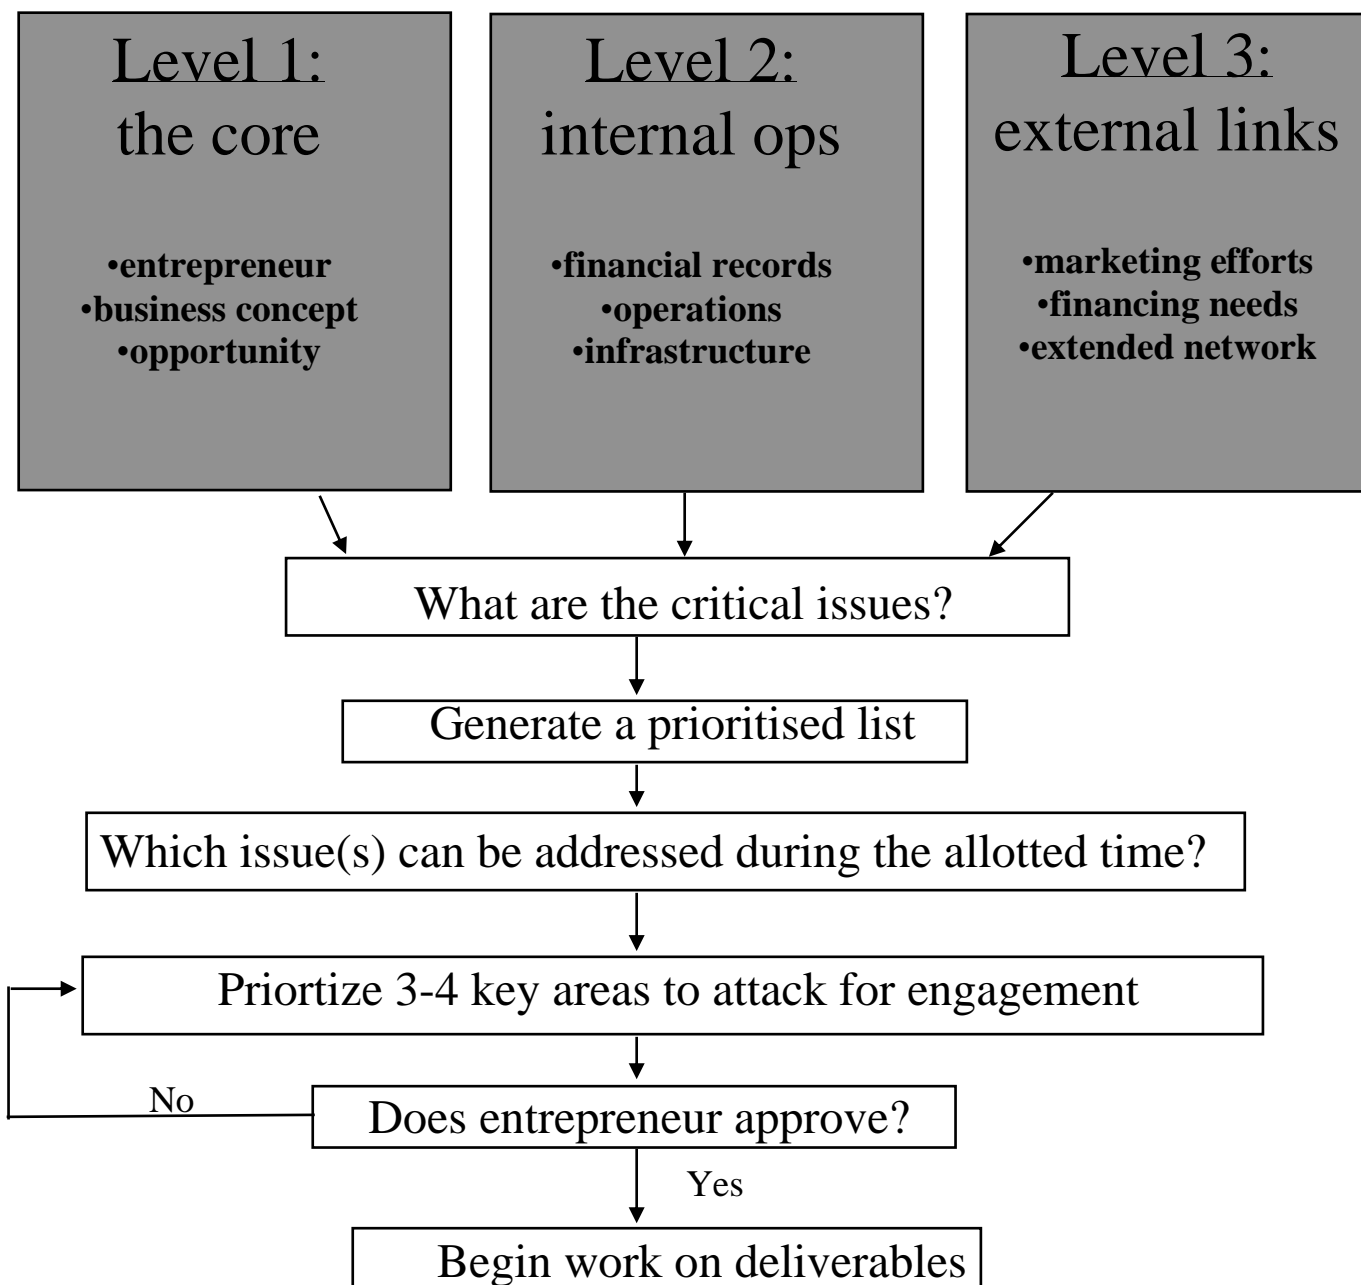 Level 1:
the core
•entrepreneur
•business concept
•opportunity
Level 2:
internal ops
•financial records
•operations
•infrastructure
Level 3:
external links
•marketing efforts
•financing needs
•extended network
What are the critical issues?
Generate a prioritised list
Which issue(s) can be addressed during the allotted time?
Priortize 3-4 key areas to attack for engagement
No
Does entrepreneur approve?
Yes
Begin work on deliverables